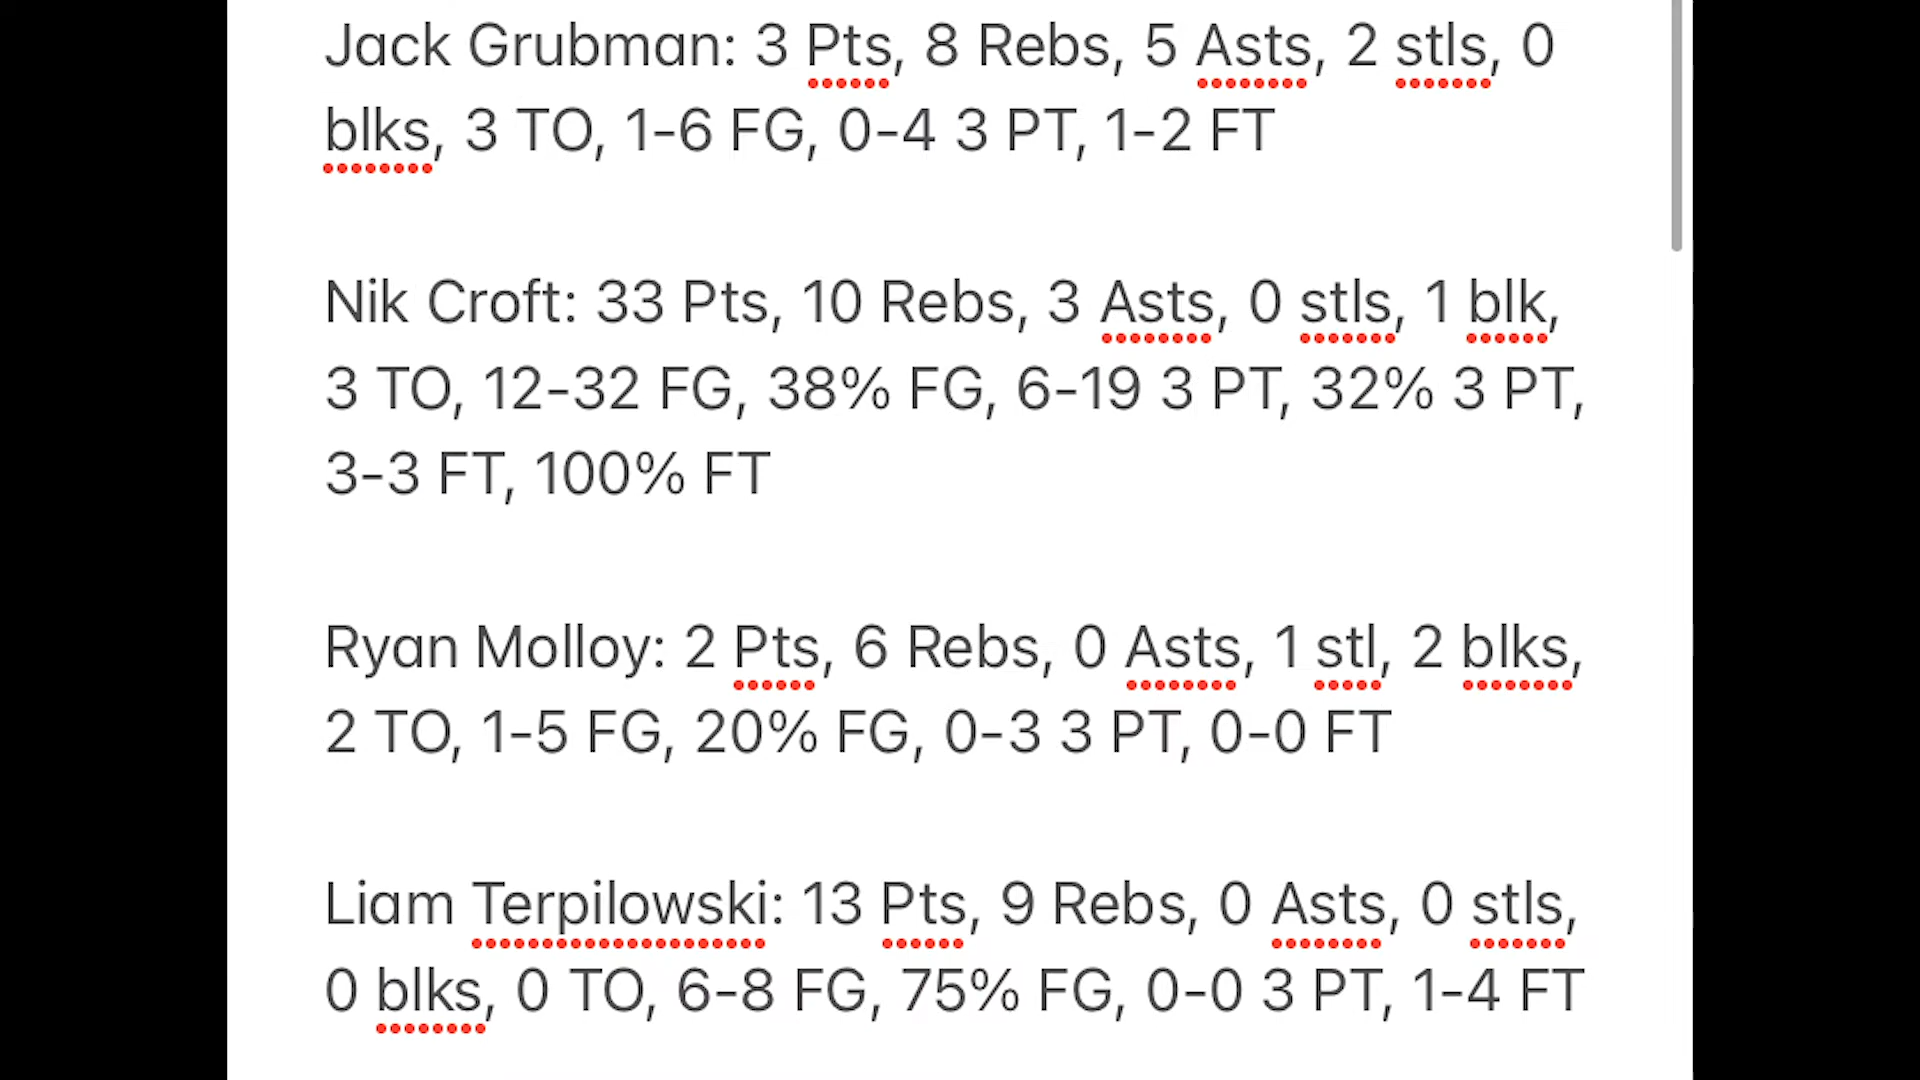 Jack Grubman: 3 Pts, 8 Rebs, 5 Asts, 2 stls, 0
blks, 3 TO, 1-6 FG, 0-4 3 PT, 1-2 FT
Nik Croft: 33 Pts, 10 Rebs, 3 Asts, 0 stls, 1 blk,
3 TO, 12-32 FG, 38% FG, 6-19 3 PT, 32% 3 PT,
3-3 FT, 100% FT
Ryan Molloy: 2 Pts, 6 Rebs, 0 Asts, 1 stl, 2 blks,
2 TO, 1-5 FG, 20% FG, 0-3 3 PT, 0-0 FT
Liam Terpilowski: 13 Pts, 9 Rebs, 0 Asts, 0 stls,
0 blks, 0 TO, 6-8 FG, 75% FG, 0-0 3 PT, 1-4 FT